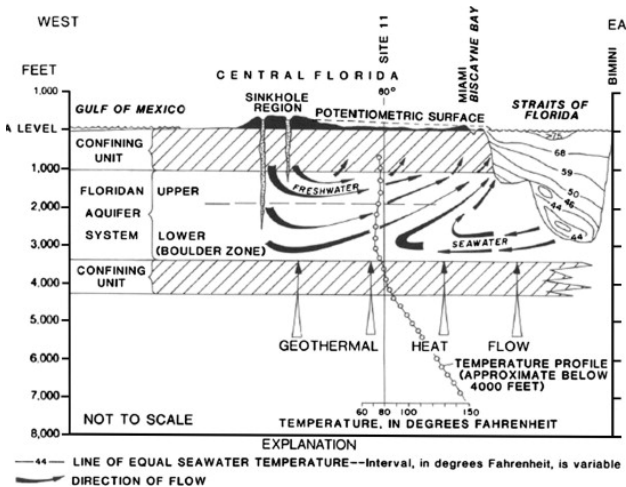 WEST
EA
FEET
SITE 11
MIAMI
BISCAYNE BAY
BIMINI
CENTRAL FLORIDA
1,000
GULF OF MEXICO
SINKHOLE
REGION
80°
POTENTIOMETRIC SURFACE
STRAITS OF
FLORIDA
A LEVEL
CONFINING
UNIT
>75
68
59
50
46
44
44
1,000
FLORIDAN
AQUIFER
SYSTEM
UPPER
FRESHWATER
2,000
LOWER
(BOULDER ZONE)
SEAWATER
3,000
CONFINING
UNIT
4,000
5,000
GEOTHERMAL HEAT FLOW
6,000
TEMPERATURE PROFILE
(APPROXIMATE BELOW
4000 FEET)
7,000
60 80 100 150
NOT TO SCALE
TEMPERATURE, IN DEGREES FAHRENHEIT
8,000
EXPLANATION
—44— LINE OF EQUAL SEAWATER TEMPERATURE--Interval, in degrees Fahrenheit, is variable
DIRECTION OF FLOW